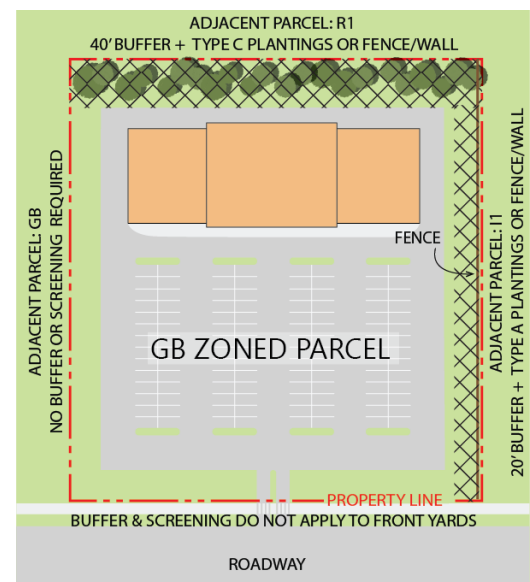 ADJACENT PARCEL: R1
40' BUFFER + TYPE C PLANTINGS OR FENCE/WALL
ADJACENT PARCEL: GB
NO BUFFER OR SCREENING REQUIRED
FENCE
ADJACENT PARCEL: I1
20' BUFFER + TYPE A PLANTINGS OR FENCE/WALL
GB ZONED PARCEL
PROPERTY LINE
BUFFER & SCREENING DO NOT APPLY TO FRONT YARDS
ROADWAY